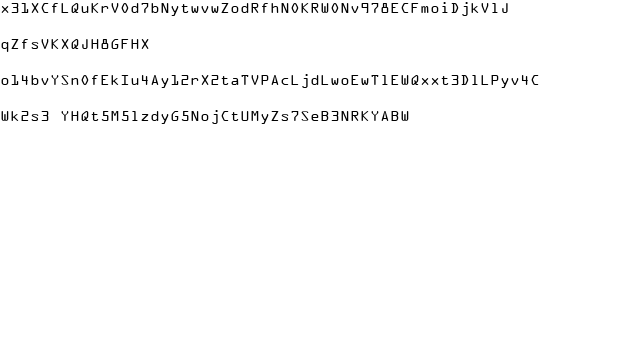 x31XCfLQuKrV0d7bNytwvwZodRfhN0KRW0Nv978ECFmoiDjkV1J
qZfsVKXQJH8GFHX
o14bvYSn0fEkIu4Ay12rX2taTVPAcLjdLwoEwT1EWQxxt3D1LPyv4C
Wk2s3 YHQt5M51zdyG5NojCtUMyZs7SeB3NRKYABW